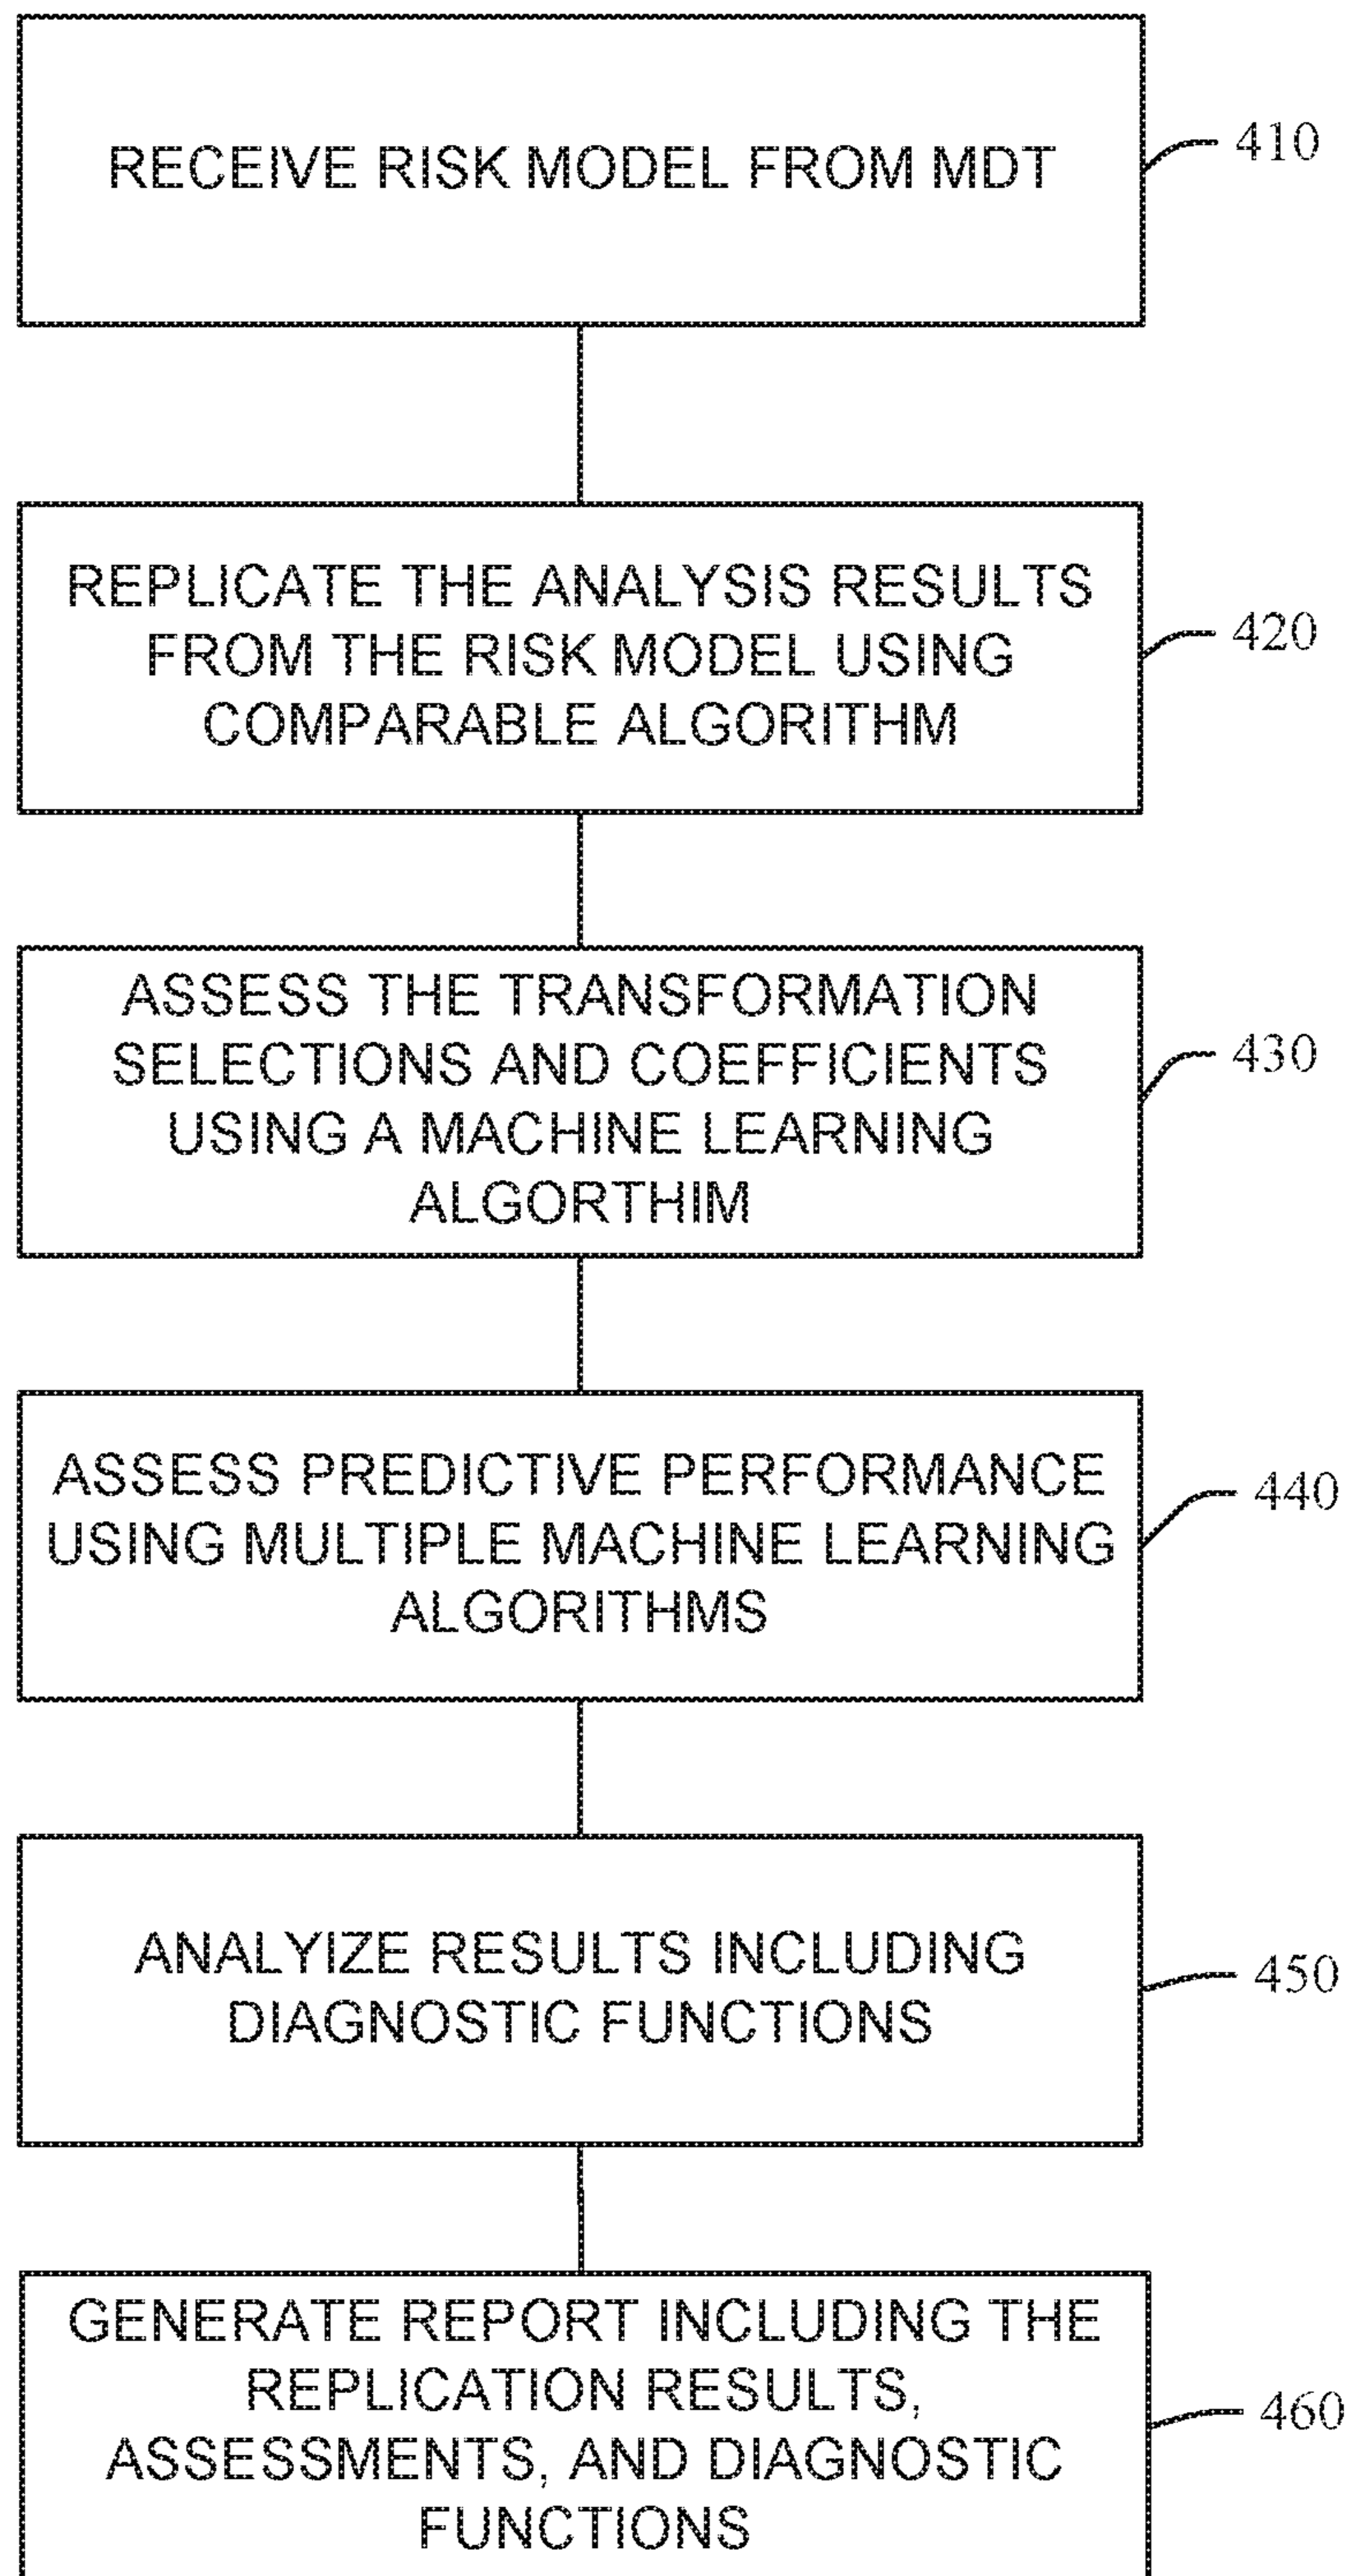 RECEIVE RISK MODEL FROM MDT
410
REPLICATE THE ANALYSIS RESULTS
FROM THE RISK MODEL USING
COMPARABLE ALGORITHM
420
ASSESS THE TRANSFORMATION
SELECTIONS AND COEFFICIENTS
USING A MACHINE LEARNING
ALGORTHIM
430
ASSESS PREDICTIVE PERFORMANCE
USING MULTIPLE MACHINE LEARNING
ALGORITHMS
440
ANALYIZE RESULTS INCLUDING
DIAGNOSTIC FUNCTIONS
450
GENERATE REPORT INCLUDING THE
REPLICATION RESULTS,
ASSESSMENTS, AND DIAGNOSTIC
FUNCTIONS
460